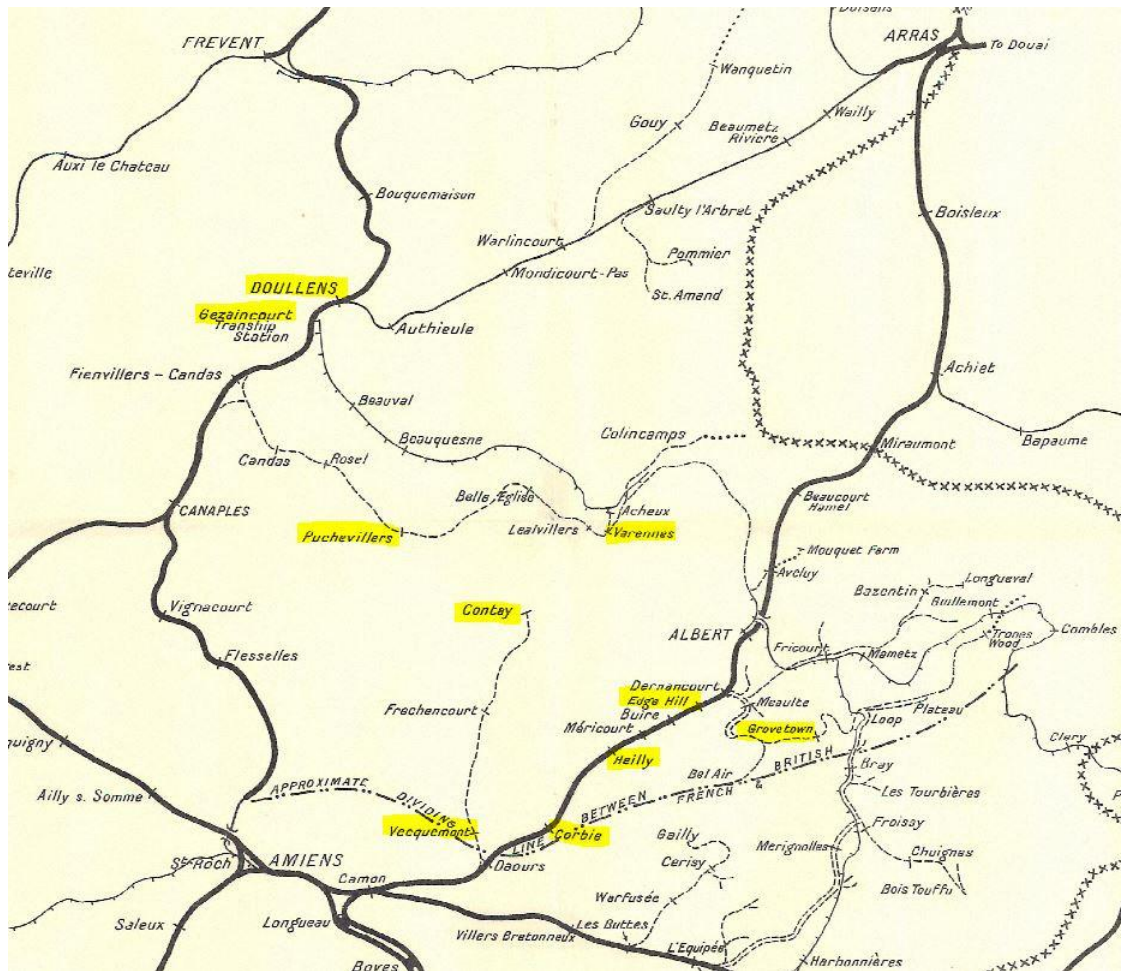 FREVENT
ARRAS
To Douai
Wanquetin
Gouy
Beaumetz
Riviere
Wailly
Auxi le Chateau
Bouquemaison
Saulty l'Arbret
Boisleux
Warlincourt
Pommier
teville
Mondicourt-Pas
St. Amand
DOULLENS
Gezaincourt
Tranship
Station
Authieule
Fienvillers - Candas
Achiet
Beauval
Beauquesne
Colincamps
Miraumont
Bapaume
Candas
Rosel
Belle Eglise
Beaucourt
Hamel
CANAPLES
Acheux
Lealvillers
Varennes
Puchevillers
Mouquet Farm
Aveluy
Longueval
Bazentin
Guillemont
Contay
Vignacourt
ALBERT
Combles
Trones
Wood
Fricourt
Mametz
Flesselles
Dernancourt
Edge Hill
Meaulte
Plateau
Frechencourt
Buire
Loop
Méricourt
Grovetown
Clery
Heilly
Bray
Bel Air
APPROXIMATE DIVIDING LINE BETWEEN BRITISH
FRENCH &
Ailly s. Somme
Les Tourbières
Vecquemont
Corbie
Froissy
Gailly
Cerisy
Merignolles
Chuignes
St Roch
AMIENS
Daours
Bois Touffu
Camon
Warfusée
Saleux
Longueau
Les Buttes
Villers Bretonneux
L'Equipée
Boves
Harbonnières